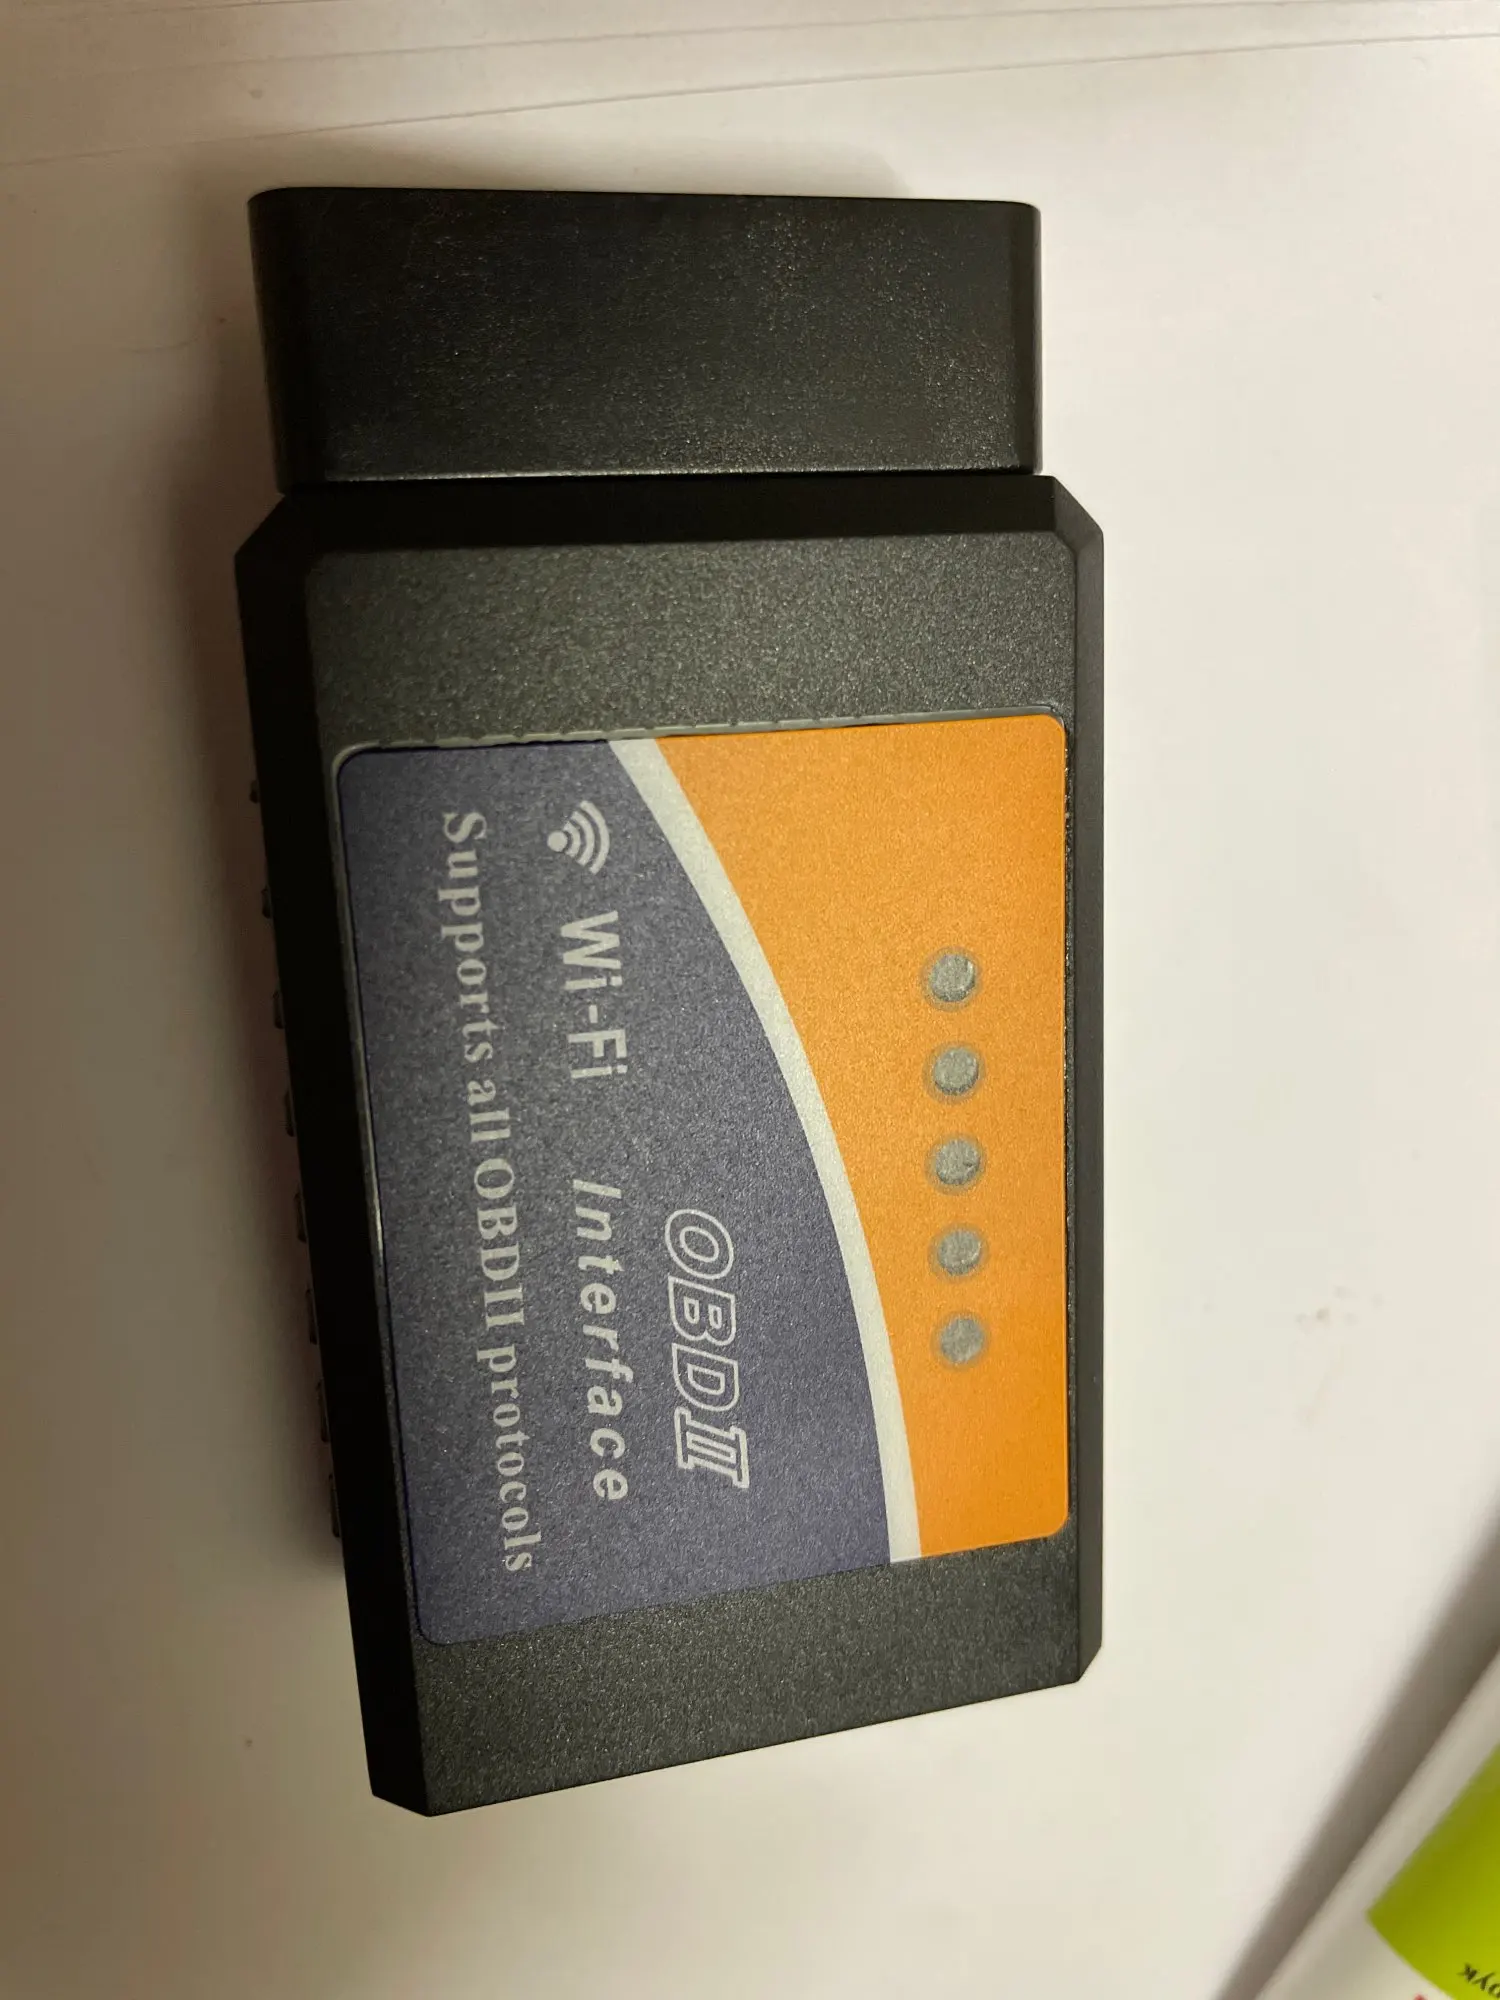 OBDII
Wi-Fi Interface
Supports all OBDII protocols